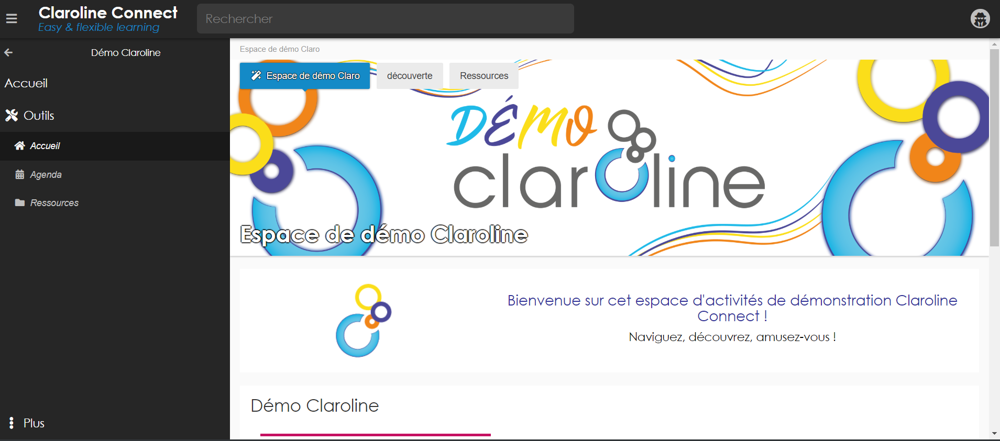 Claroline Connect
Easy & flexible learning
Rechercher
Démo Claroline
Accueil
Outils
Accueil
Agenda
Ressources
Plus
Espace de démo Claro
Espace de démo Claro
découverte
Ressources
DÉMO
claroline
Espace de démo Claroline
Bienvenue sur cet espace d'activités de démonstration Claroline
Connect !
Naviguez, découvrez, amusez-vous !
Démo Claroline